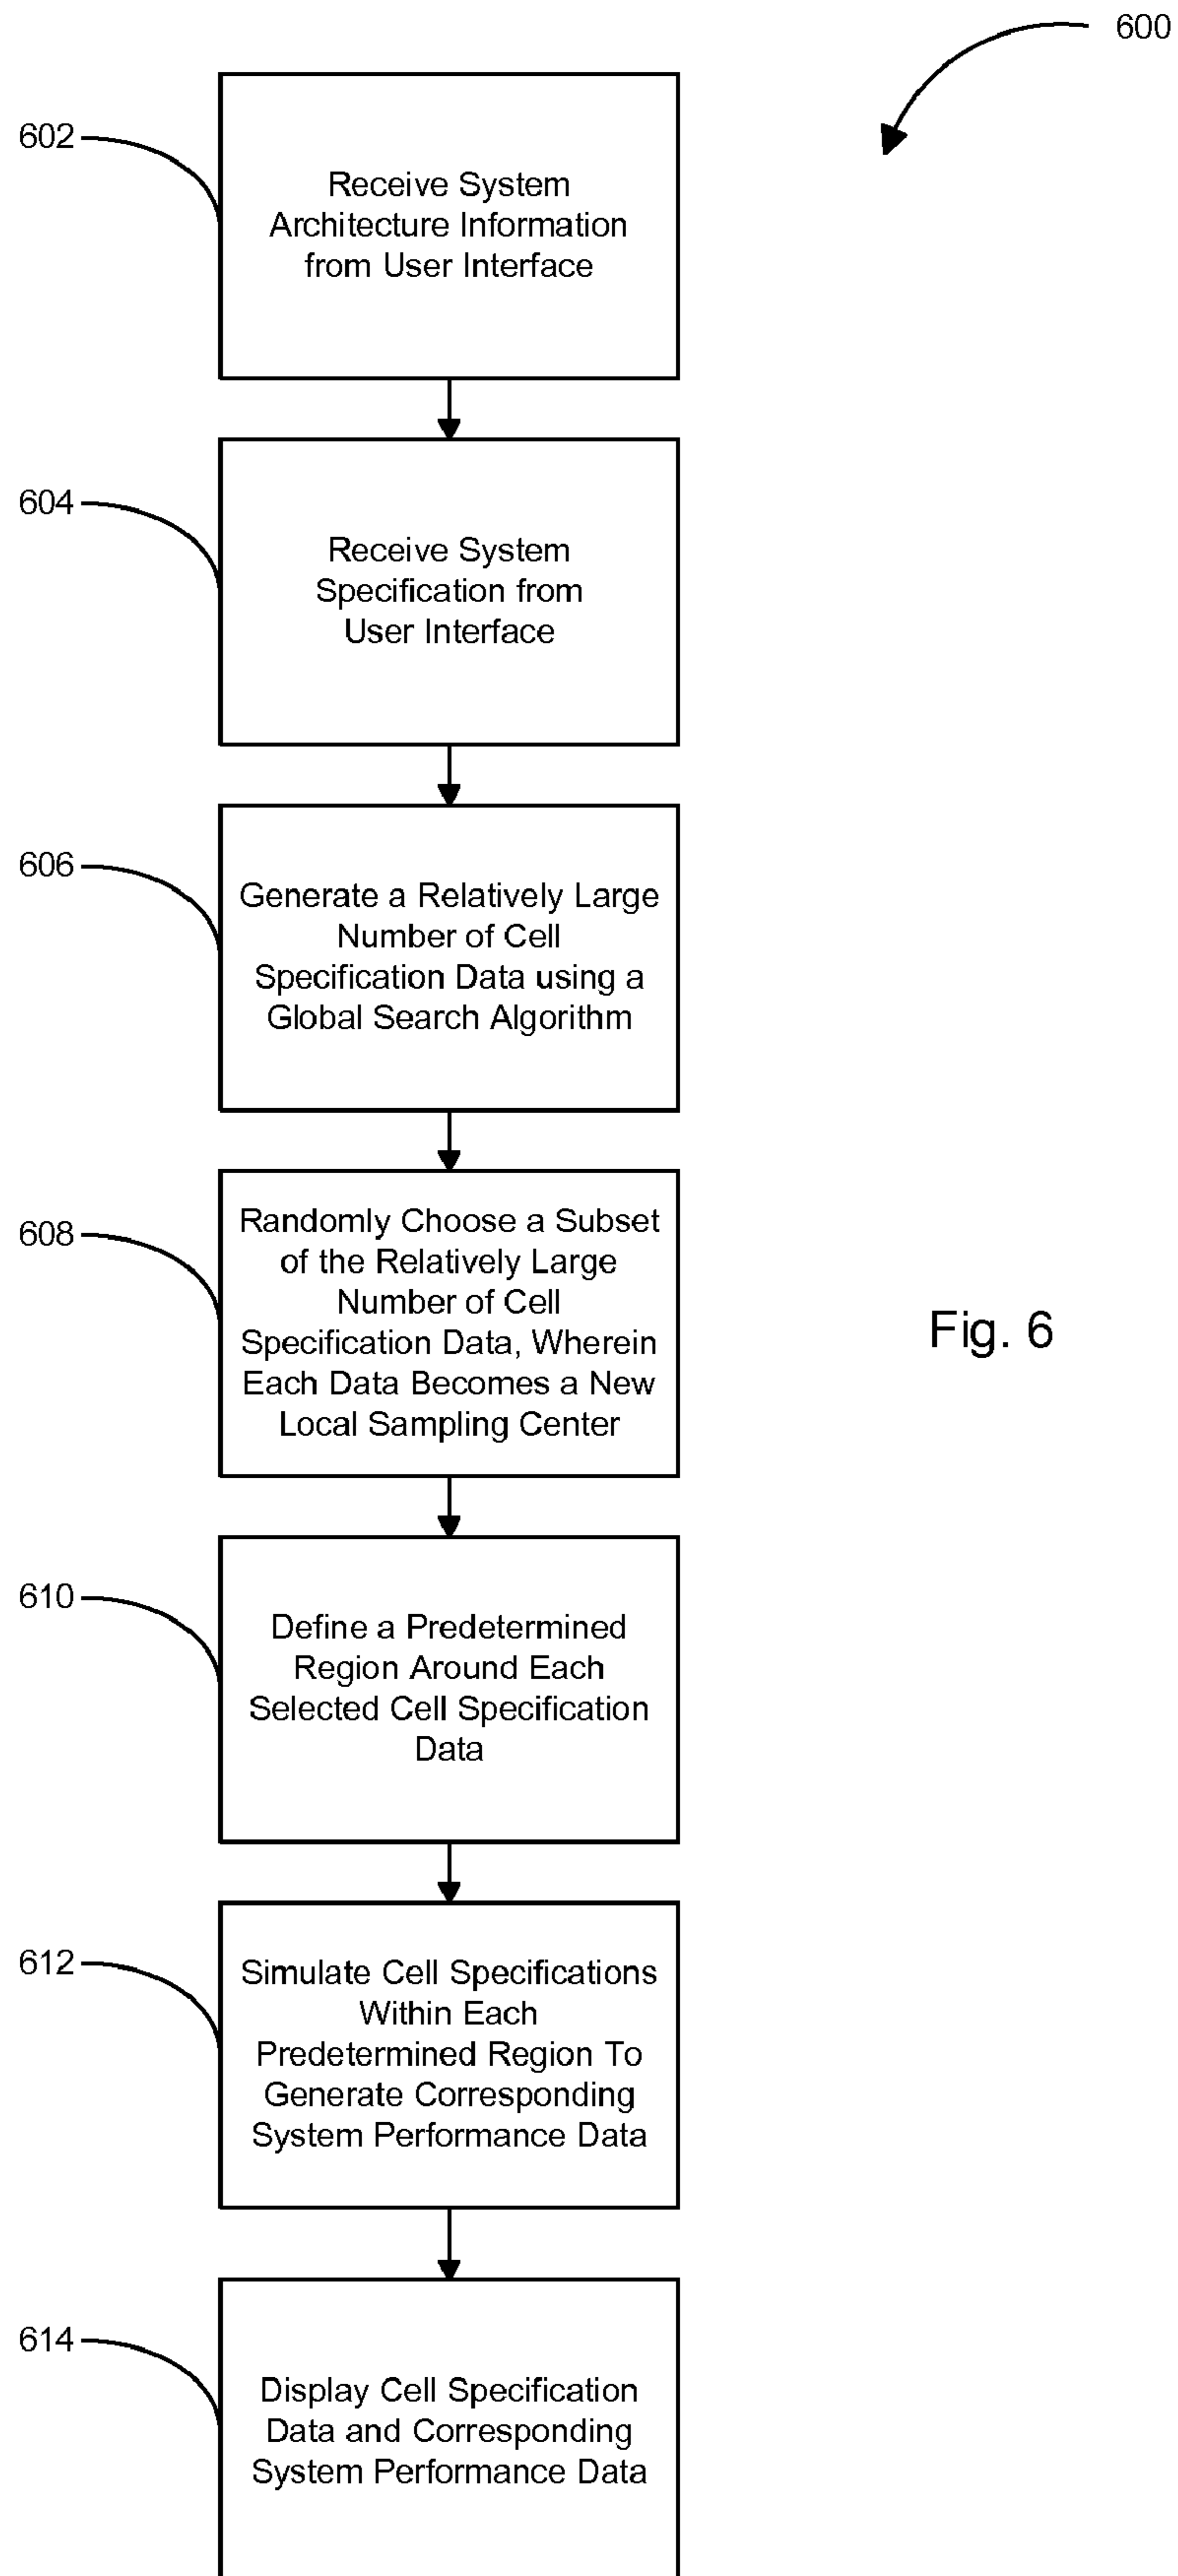 600
602
Receive System
Architecture Information
from User Interface
604
Receive System
Specification from
User Interface
606
Generate a Relatively Large
Number of Cell
Specification Data using a
Global Search Algorithm
608
Randomly Choose a Subset
of the Relatively Large
Number of Cell
Specification Data, Wherein
Each Data Becomes a New
Local Sampling Center
Fig. 6
610
Define a Predetermined
Region Around Each
Selected Cell Specification
Data
612
Simulate Cell Specifications
Within Each
Predetermined Region To
Generate Corresponding
System Performance Data
614
Display Cell Specification
Data and Corresponding
System Performance Data